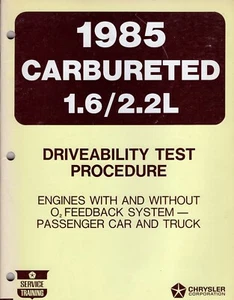 1985
CARBURETED
1.6/2.2L
DRIVEABILITY TEST
PROCEDURE
ENGINES WITH AND WITHOUT
O₂ FEEDBACK SYSTEM —
PASSENGER CAR AND TRUCK
SERVICE
TRAINING
CHRYSLER
CORPORATION